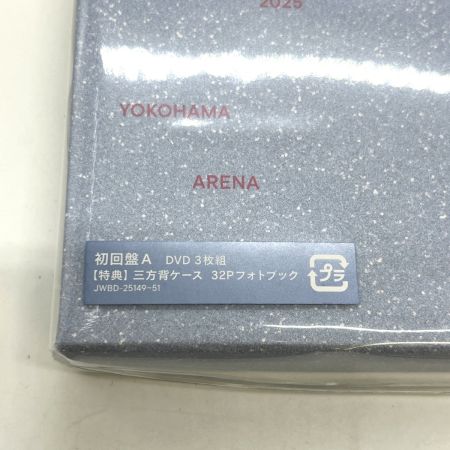 2025
YOKOHAMA
ARENA
初回盤A DVD 3枚組
【特典】三方背ケース 32Pフォトブック
JWBD-25149~51
プラ